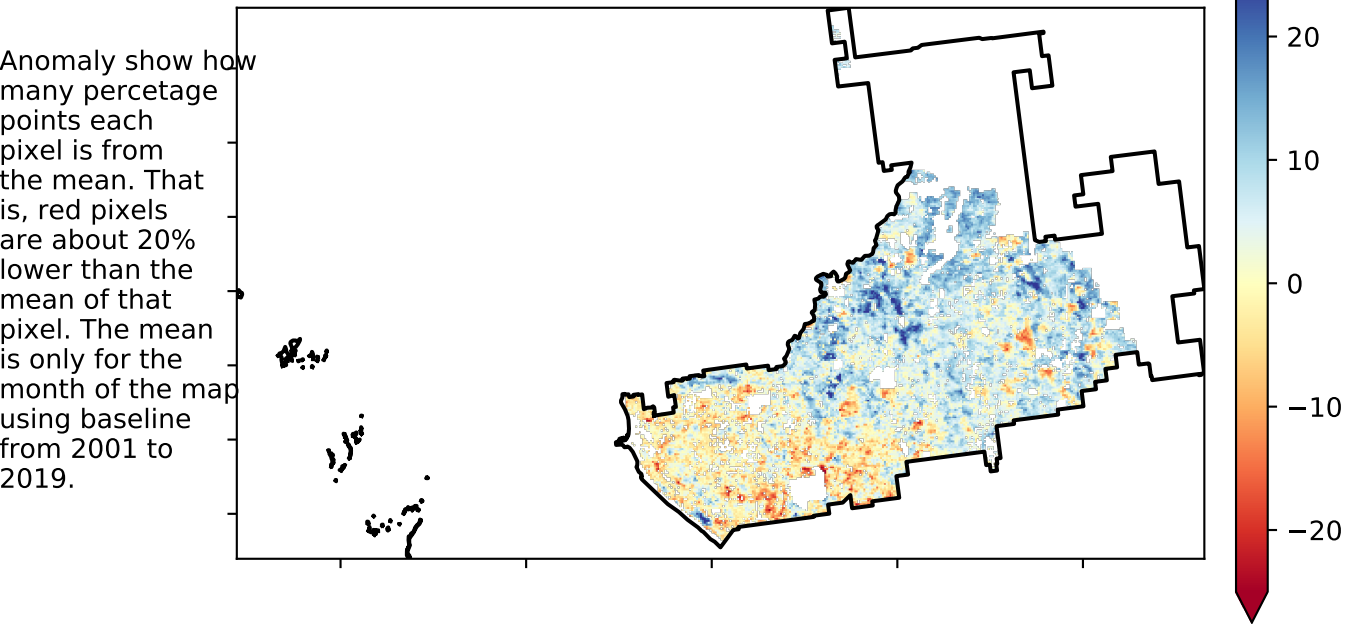 Anomaly show how
many percetage
points each
pixel is from
the mean. That
is, red pixels
are about 20%
lower than the
mean of that
pixel. The mean
is only for the
month of the map
using baseline
from 2001 to
2019.
20
10
0
−10
−20